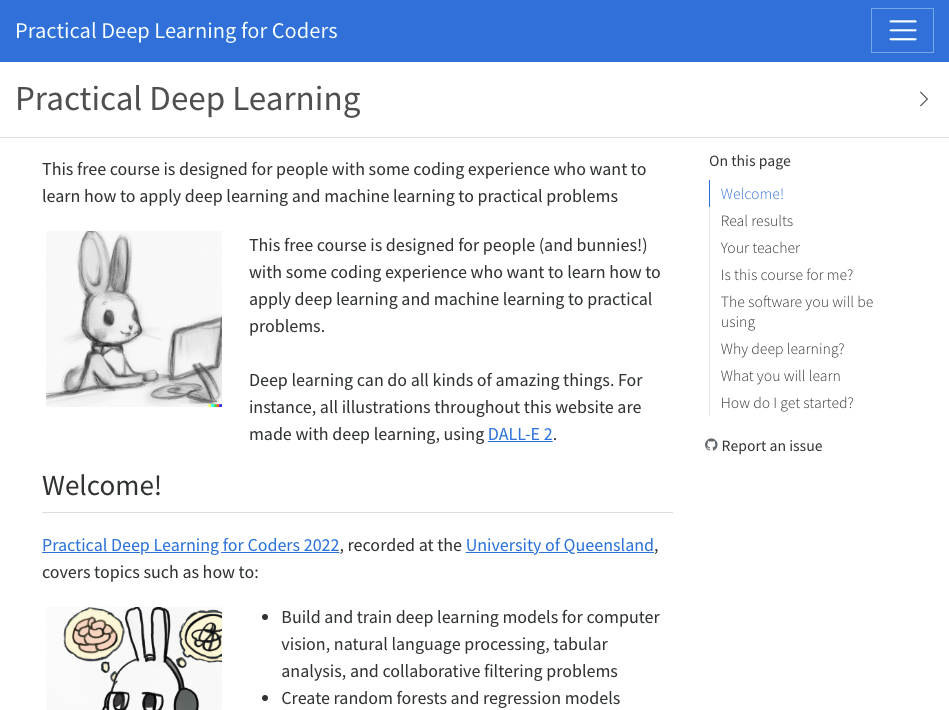 Practical Deep Learning for Coders
Practical Deep Learning
This free course is designed for people with some coding experience who want to
learn how to apply deep learning and machine learning to practical problems
This free course is designed for people (and bunnies!)
with some coding experience who want to learn how to
apply deep learning and machine learning to practical
problems.
Deep learning can do all kinds of amazing things. For
instance, all illustrations throughout this website are
made with deep learning, using DALL-E 2.
Welcome!
Practical Deep Learning for Coders 2022, recorded at the University of Queensland,
covers topics such as how to:
• Build and train deep learning models for computer
vision, natural language processing, tabular
analysis, and collaborative filtering problems
• Create random forests and regression models
On this page
Welcome!
Real results
Your teacher
Is this course for me?
The software you will be
using
Why deep learning?
What you will learn
How do I get started?
Report an issue